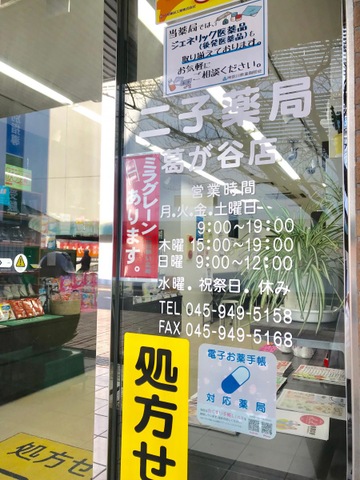 当薬局では、
ジェネリック医薬品
(後発医薬品)も
取り揃えております。
お気軽に
ご相談ください。
二子薬局
葛が谷店
営業時間
月.火.金.土曜日
9:00〜19:00
木曜 15:00〜19:00
日曜 9:00〜12:00
水曜.祝祭日.休み
TEL 045-949-5158
FAX 045-949-5168
ミラグレーン
あります。
処方せ
電子お薬手帳
対応薬局
処方せ